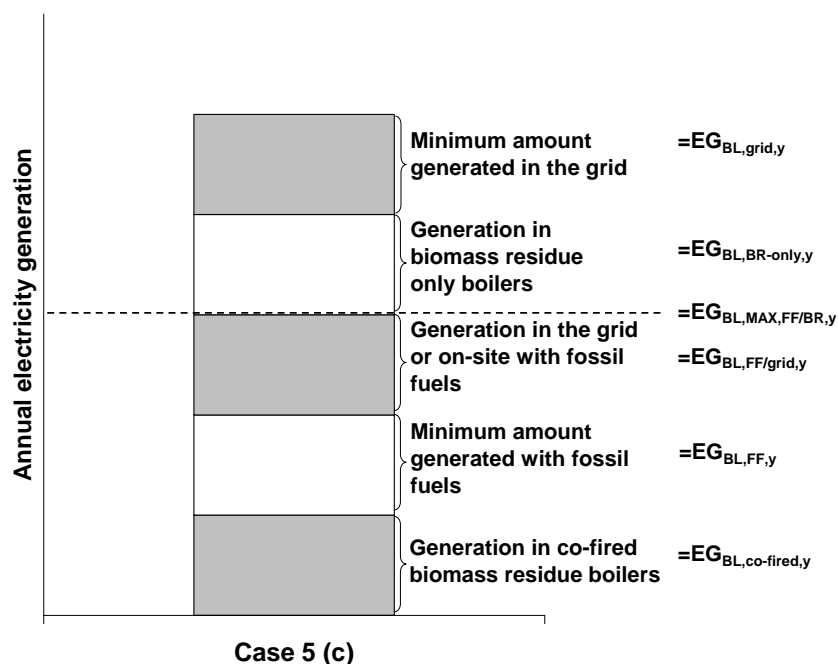 Annual electricity generation
Minimum amount
generated in the grid
=EG_BL,grid,y
Generation in
biomass residue
only boilers
=EG_BL,BR-only,y
=EG_BL,MAX,FF/BR,y
Generation in the grid
or on-site with fossil
fuels
=EG_BL,FF/grid,y
Minimum amount
generated with fossil
fuels
=EG_BL,FF,y
Generation in co-fired
biomass residue boilers
=EG_BL,co-fired,y
Case 5 (c)